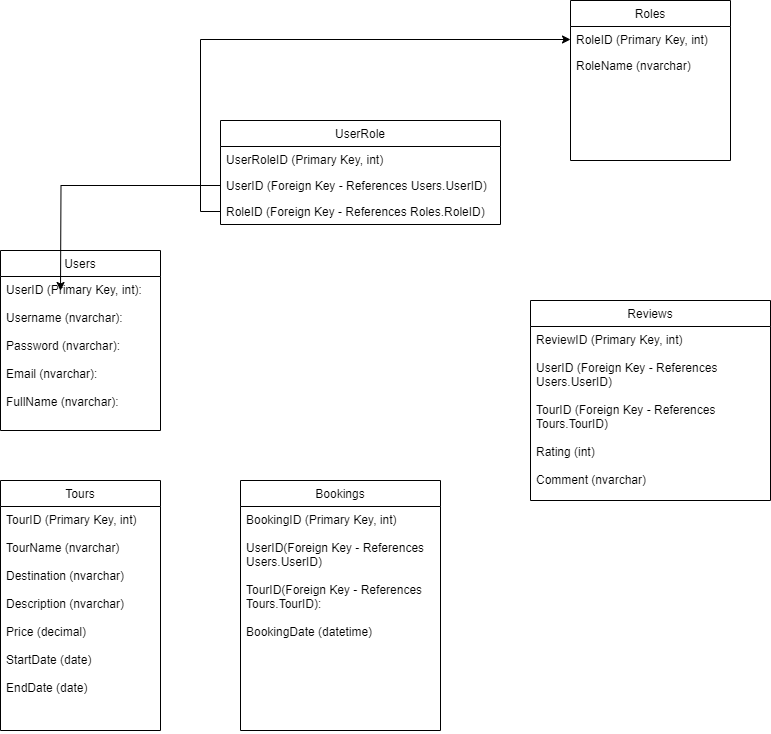 Roles
RoleID (Primary Key, int)
RoleName (nvarchar)
UserRole
UserRoleID (Primary Key, int)
UserID (Foreign Key - References Users.UserID)
RoleID (Foreign Key - References Roles.RoleID)
Users
UserID (Primary Key, int):
Username (nvarchar):
Password (nvarchar):
Email (nvarchar):
FullName (nvarchar):
Reviews
ReviewID (Primary Key, int)
UserID (Foreign Key - References
Users.UserID)
TourID (Foreign Key - References
Tours.TourID)
Rating (int)
Comment (nvarchar)
Tours
TourID (Primary Key, int)
TourName (nvarchar)
Destination (nvarchar)
Description (nvarchar)
Price (decimal)
StartDate (date)
EndDate (date)
Bookings
BookingID (Primary Key, int)
UserID(Foreign Key - References
Users.UserID)
TourID(Foreign Key - References
Tours.TourID):
BookingDate (datetime)